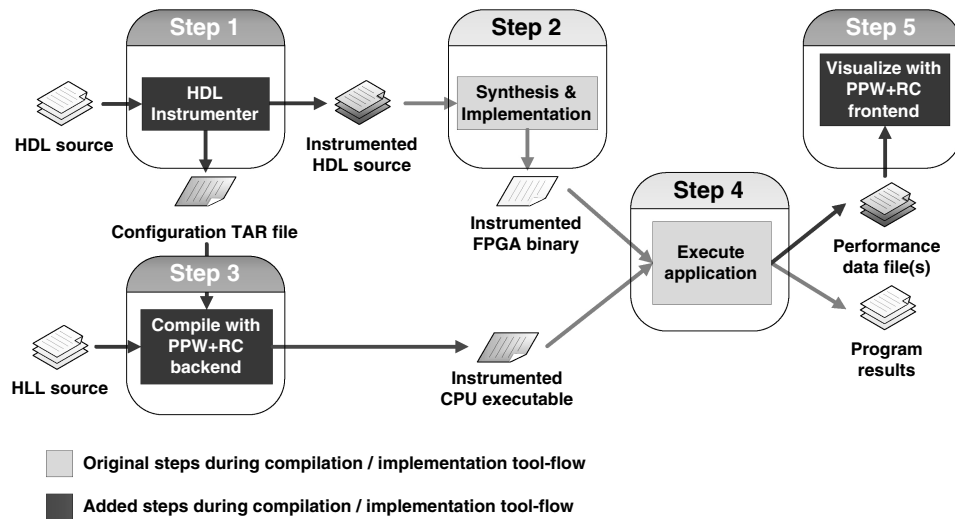 Step 1
HDL
Instrumenter
HDL source
Instrumented
HDL source
Configuration TAR file
Step 2
Synthesis &
Implementation
Instrumented
FPGA binary
Step 3
Compile with
PPW+RC
backend
HLL source
Instrumented
CPU executable
Step 4
Execute
application
Step 5
Visualize with
PPW+RC
frontend
Performance
data file(s)
Program
results
Original steps during compilation / implementation tool-flow
Added steps during compilation / implementation tool-flow